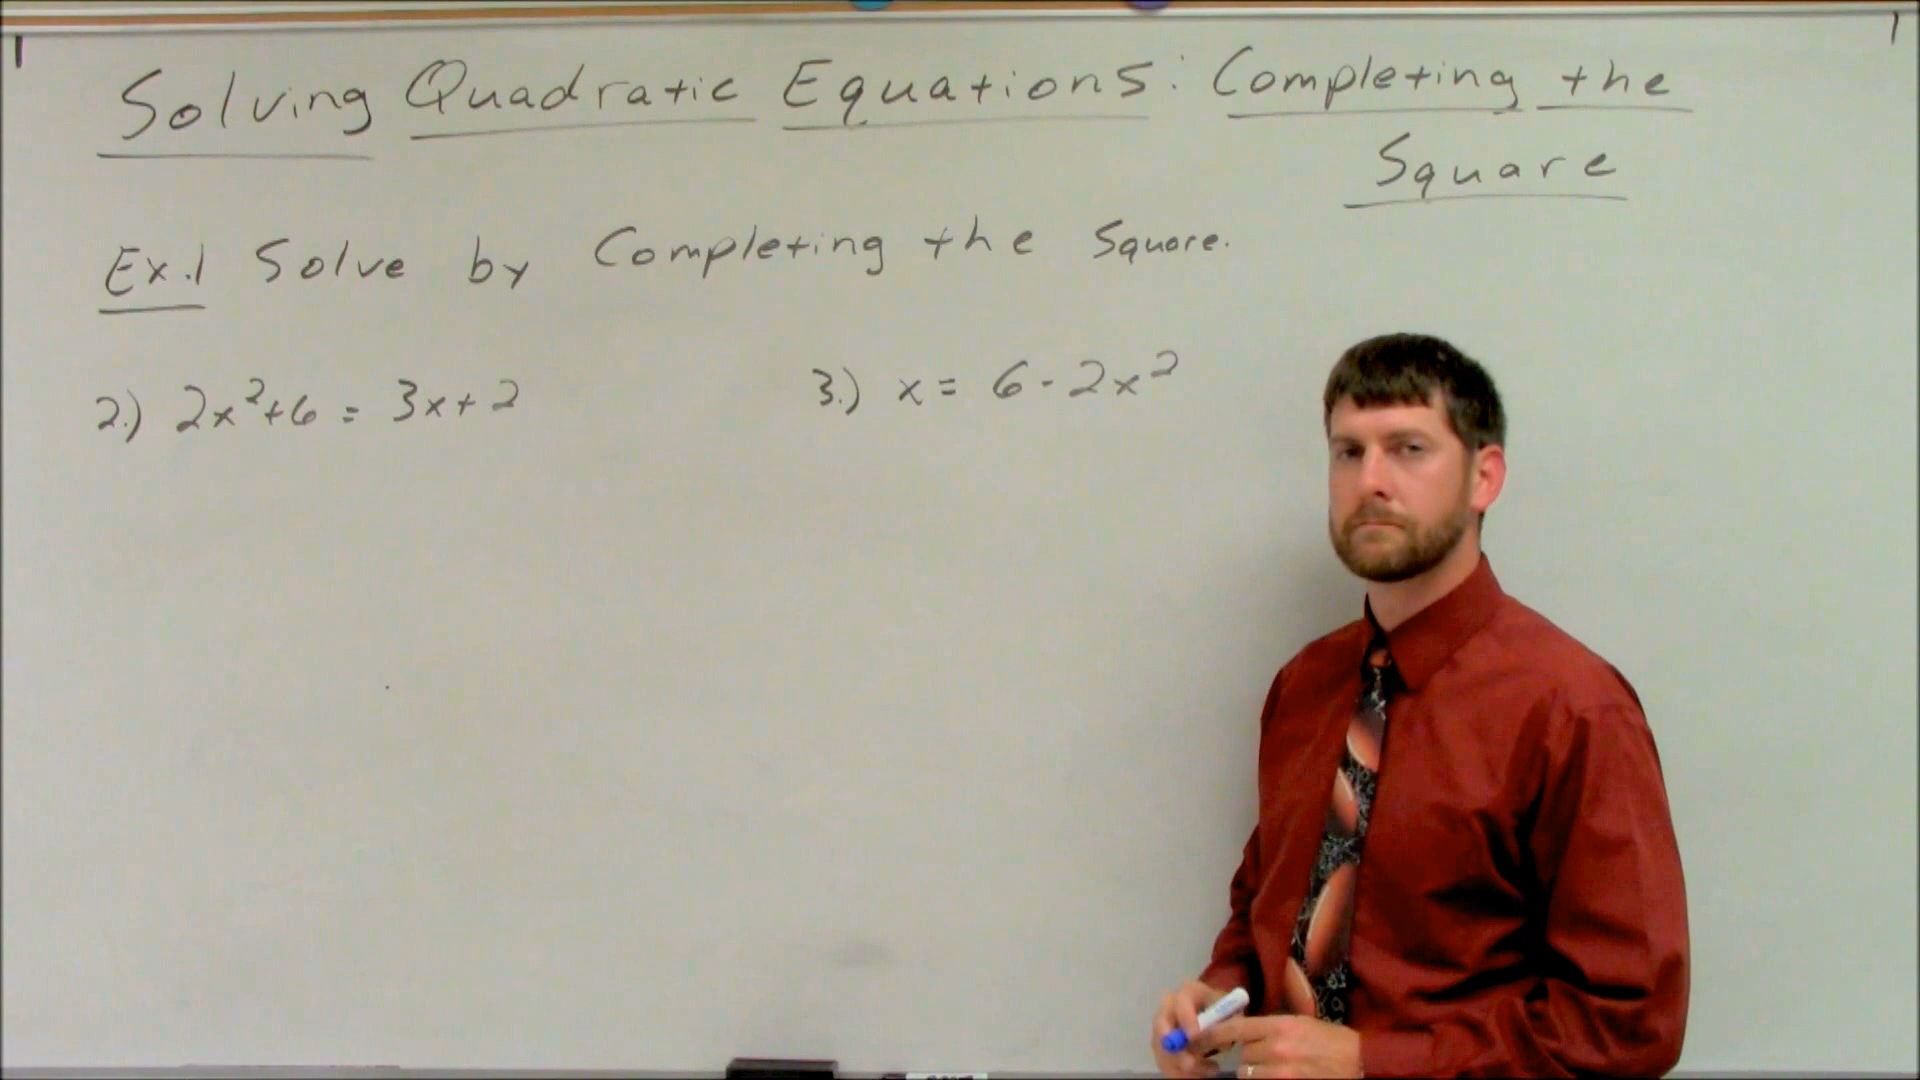 Solving Quadratic Equations: Completing the
Square
Ex.1 Solve by Completing the Square.
2.) 2x²+6 = 3x+2
3.) x = 6-2x²